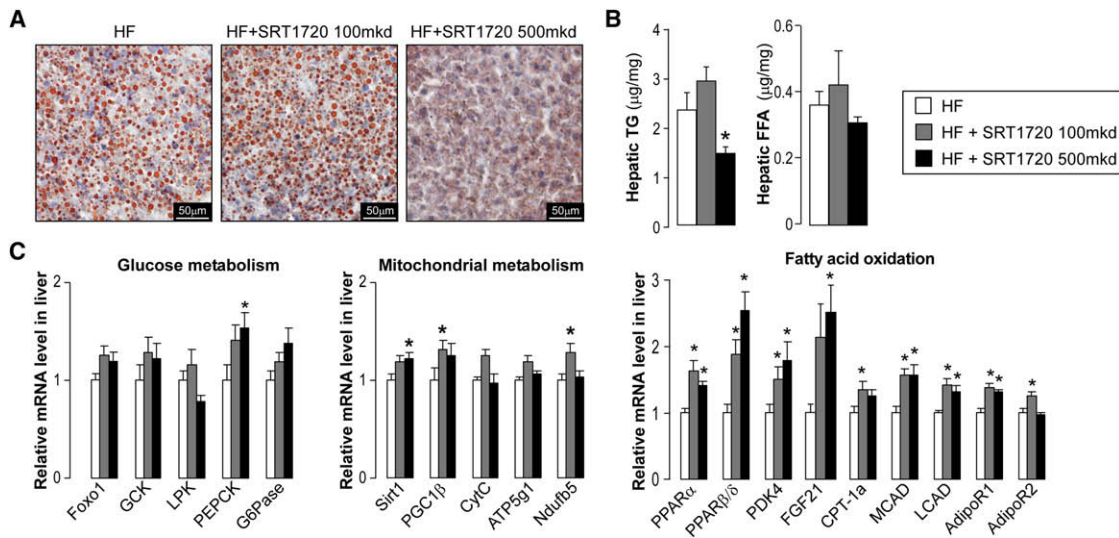 A
HF
HF+SRT1720 100mkd
HF+SRT1720 500mkd
50μm
50μm
50μm
B
Hepatic TG (μg/mg)
4
3
2
1
0
*
Hepatic FFA (μg/mg)
0.6
0.4
0.2
0
HF
HF + SRT1720 100mkd
HF + SRT1720 500mkd
C
Glucose metabolism
Relative mRNA level in liver
2
1
0
*
Foxo1
GCK
LPK
PEPCK
G6Pase
Mitochondrial metabolism
Relative mRNA level in liver
2
1
0
*
*
*
Sirt1
PGC1β
CytC
ATP5g1
Ndufb5
Fatty acid oxidation
Relative mRNA level in liver
3
2
1
0
* *
* *
* *
*
*
* *
* *
* *
*
PPARα
PPARβ/δ
PDK4
FGF21
CPT-1a
MCAD
LCAD
AdipoR1
AdipoR2